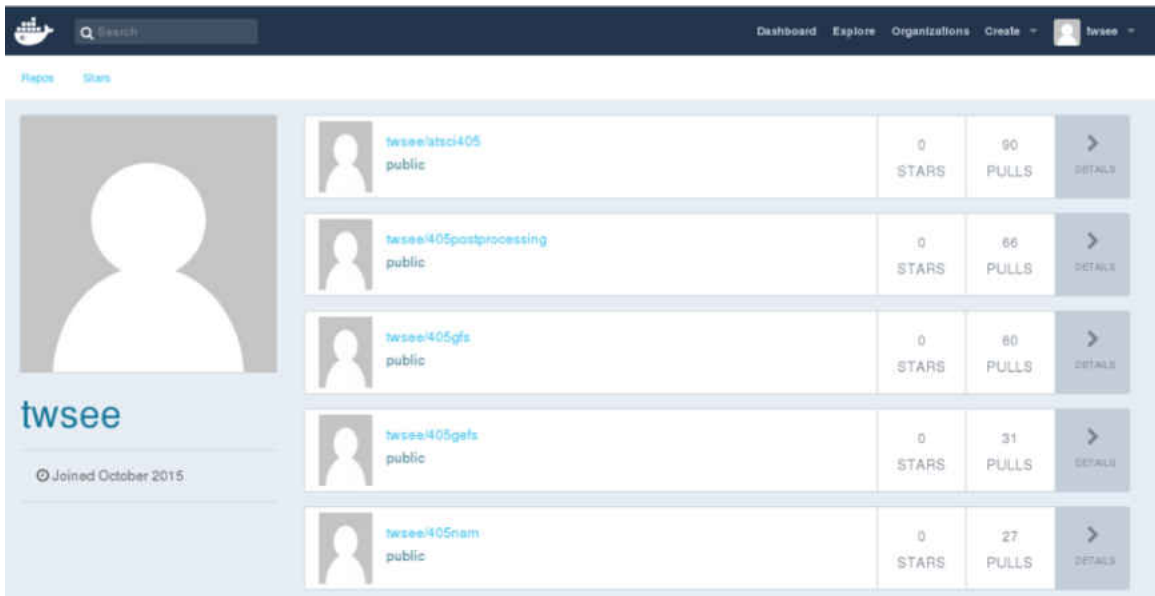 Search
Dashboard Explore Organizations Create twsee
Repos Stars
twsee/atsci405
public
0
STARS
90
PULLS
DETAILS
twsee/405postprocessing
public
0
STARS
66
PULLS
DETAILS
twsee/405gfs
public
0
STARS
60
PULLS
DETAILS
twsee/405gefs
public
0
STARS
31
PULLS
DETAILS
twsee/405nam
public
0
STARS
27
PULLS
DETAILS
twsee
Joined October 2015